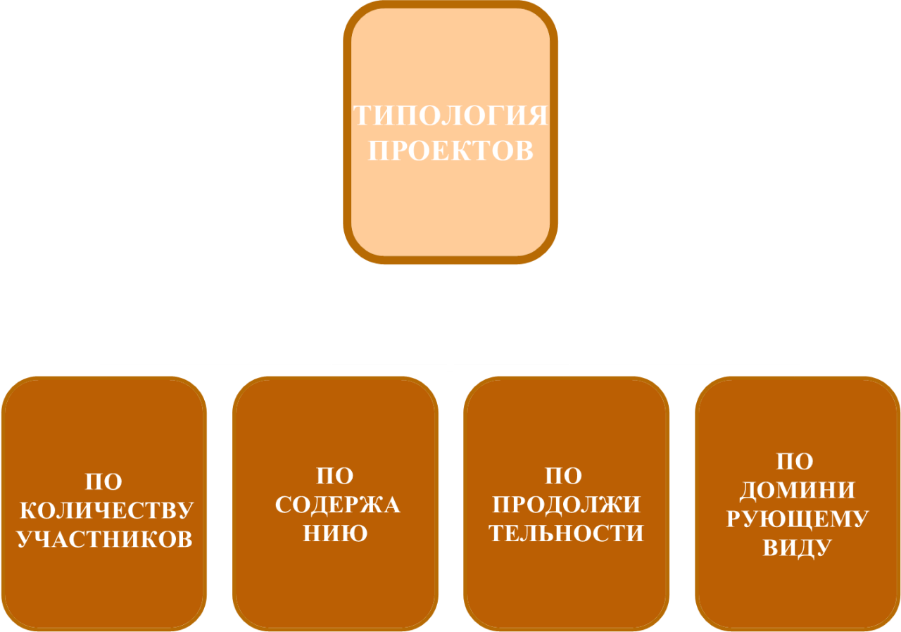 ТИПОЛОГИЯ
ПРОЕКТОВ
ПО
КОЛИЧЕСТВУ
УЧАСТНИКОВ
ПО
СОДЕРЖА
НИЮ
ПО
ПРОДОЛЖИ
ТЕЛЬНОСТИ
ПО
ДОМИНИ
РУЮЩЕМУ
ВИДУ